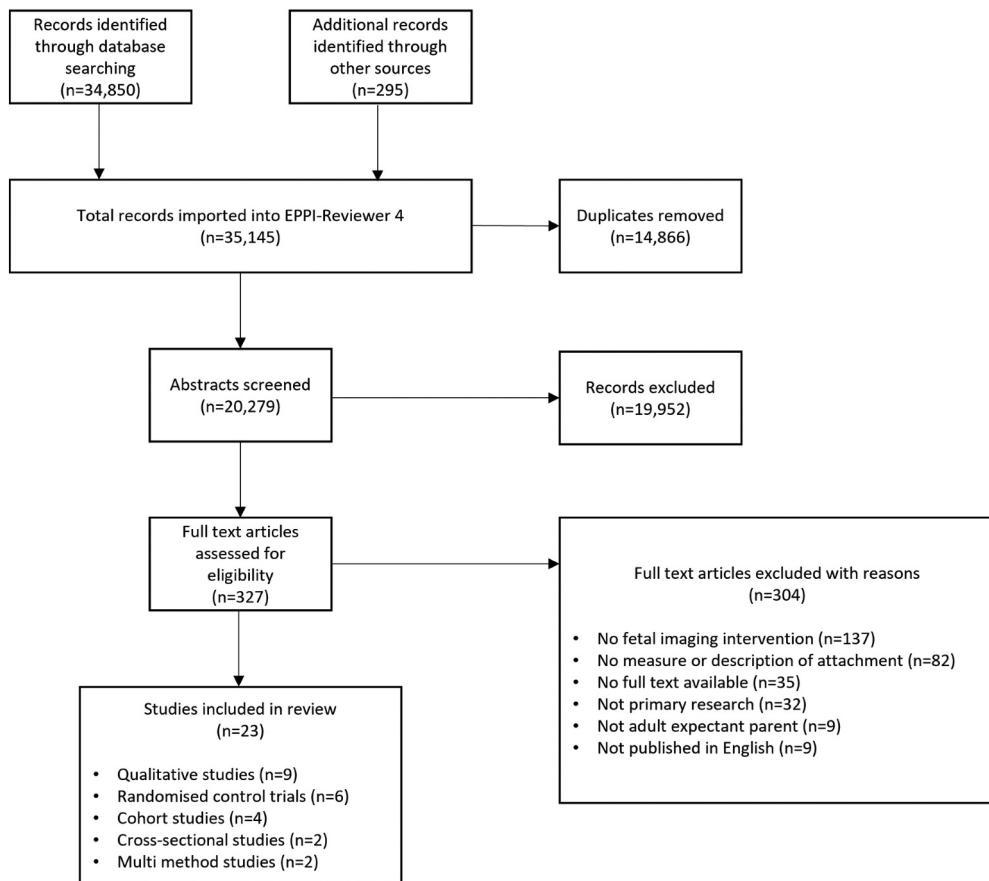 Records identified
through database
searching
(n=34,850)
Additional records
identified through
other sources
(n=295)
Total records imported into EPPI-Reviewer 4
(n=35,145)
Duplicates removed
(n=14,866)
Abstracts screened
(n=20,279)
Records excluded
(n=19,952)
Full text articles
assessed for
eligibility
(n=327)
Full text articles excluded with reasons
(n=304)
• No fetal imaging intervention (n=137)
• No measure or description of attachment (n=82)
• No full text available (n=35)
• Not primary research (n=32)
• Not adult expectant parent (n=9)
• Not published in English (n=9)
Studies included in review
(n=23)
• Qualitative studies (n=9)
• Randomised control trials (n=6)
• Cohort studies (n=4)
• Cross-sectional studies (n=2)
• Multi method studies (n=2)